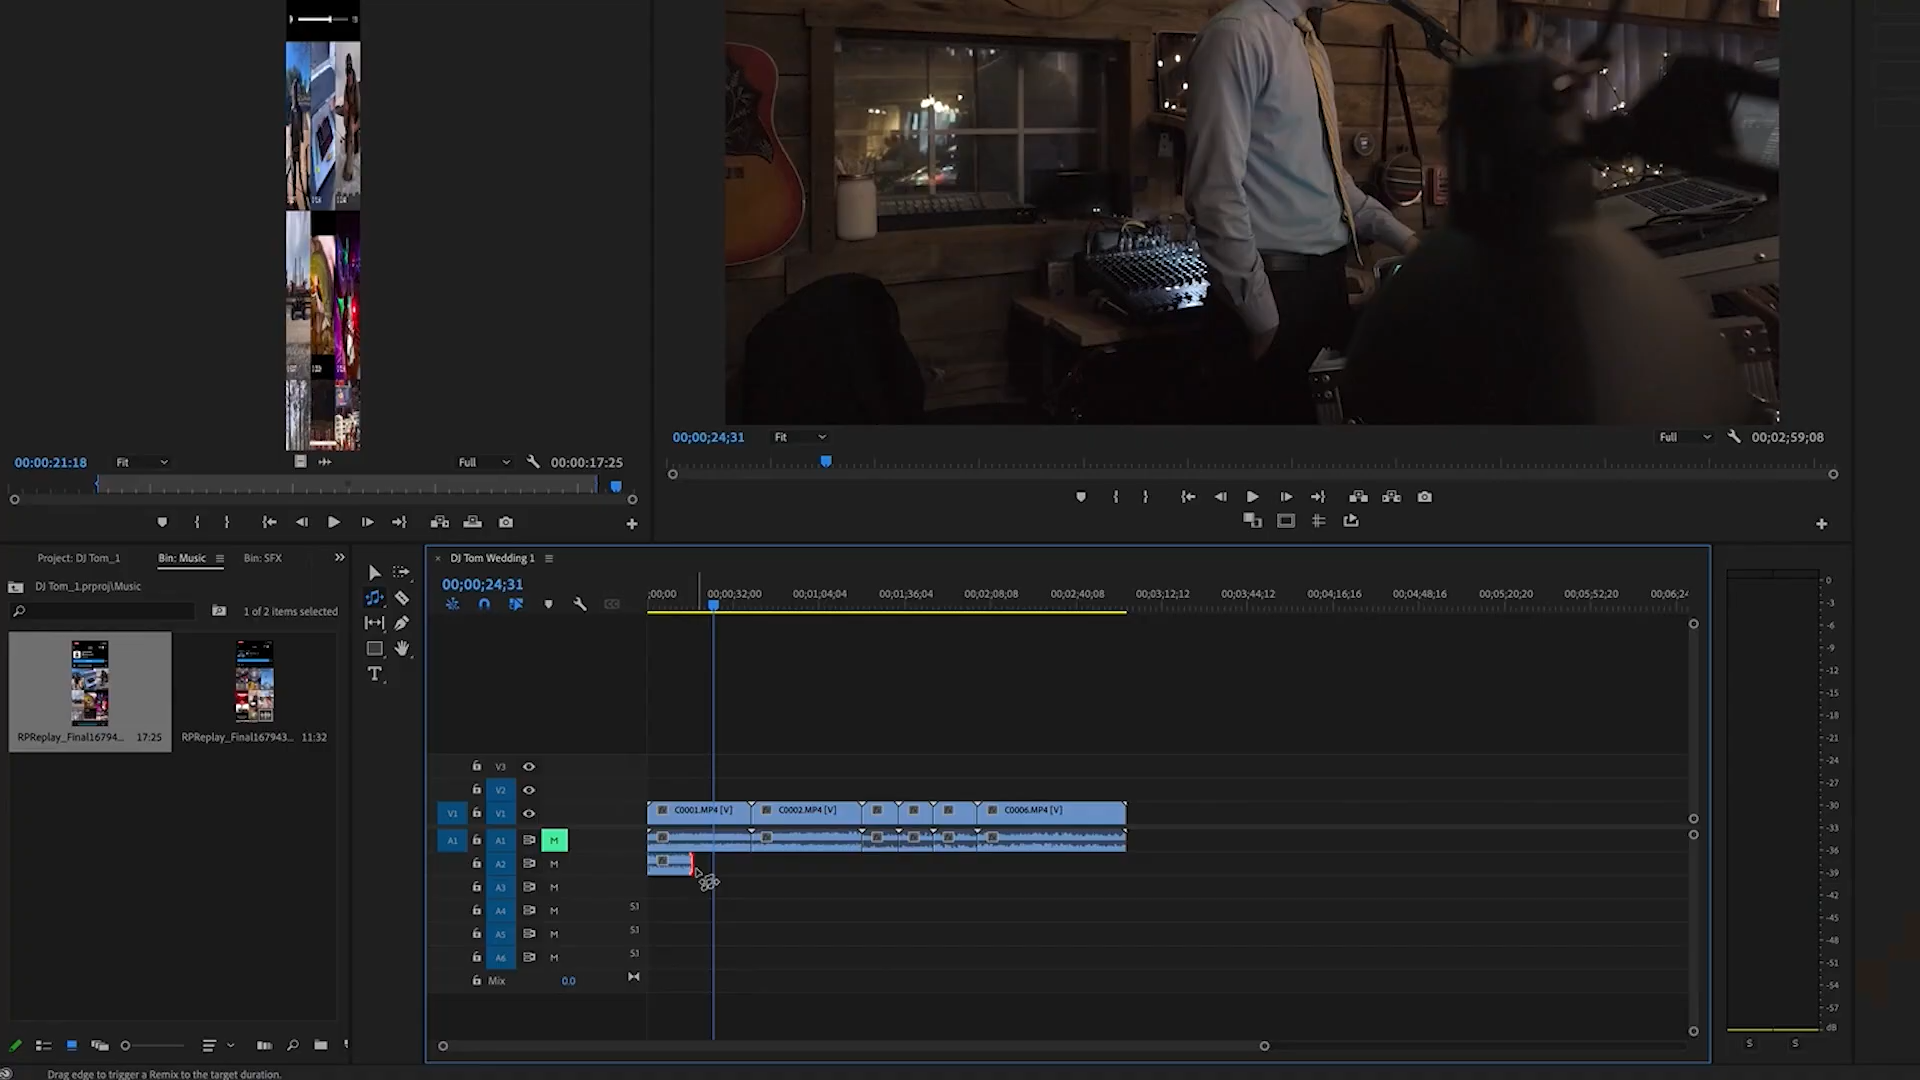 00;00;24;31
Fit
Full
00;02;59;08
00:00:21:18
Fit
Full
00:00:17:25
Project: DJ Tom_1
Bin: Music
Bin: SFX
DJ Tom_1.prproj\Music
1 of 2 items selected
RPReplay_Final16794...
17:25
RPReplay_Final167943...
11:32
T
DJ Tom Wedding 1
00;00;24;31
;00;00
00;00;32;00
00;01;04;04
00;01;36;04
00;02;08;08
00;02;40;08
00;03;12;12
00;03;44;12
00;04;16;16
00;04;48;16
00;05;20;20
00;05;52;20
00;06;24
V3
V2
V1
V1
C0001.MP4 [V]
C0002.MP4 [V]
C0006.MP4 [V]
A1
A1
M
A2
M
A3
M
A4
M
S1
A5
M
S1
A6
M
S1
Mix
0.0
0
-3
-6
-9
-12
-15
-18
-21
-24
-27
-30
-33
-36
-39
-42
-45
-48
-51
-54
-57
dB
S
S
Drag edge to trigger a Remix to the target duration.